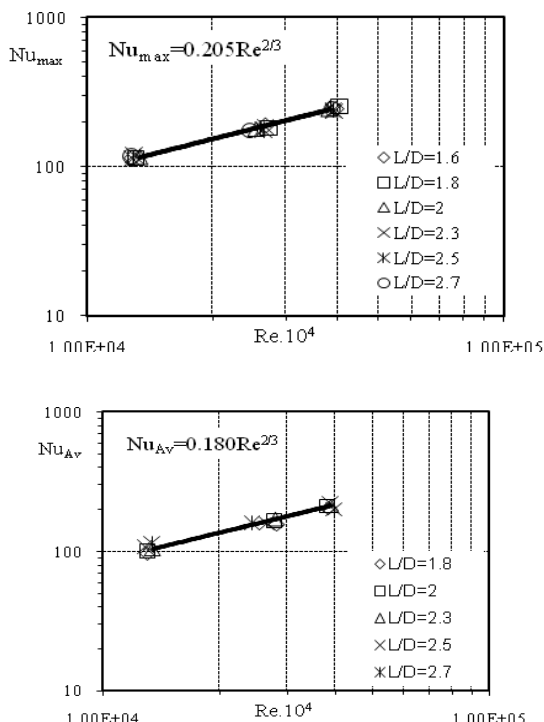 1000
Nu_max
Nu_max=0.205Re^2/3
100
◇ L/D=1.6
□ L/D=1.8
△ L/D=2
× L/D=2.3
✳ L/D=2.5
○ L/D=2.7
10
Re.10^4
1.00E+04
1.00E+05
1000
Nu_Av
Nu_Av=0.180Re^2/3
100
◇ L/D=1.8
□ L/D=2
△ L/D=2.3
× L/D=2.5
✳ L/D=2.7
10
Re.10^4
1.00E+04
1.00E+05